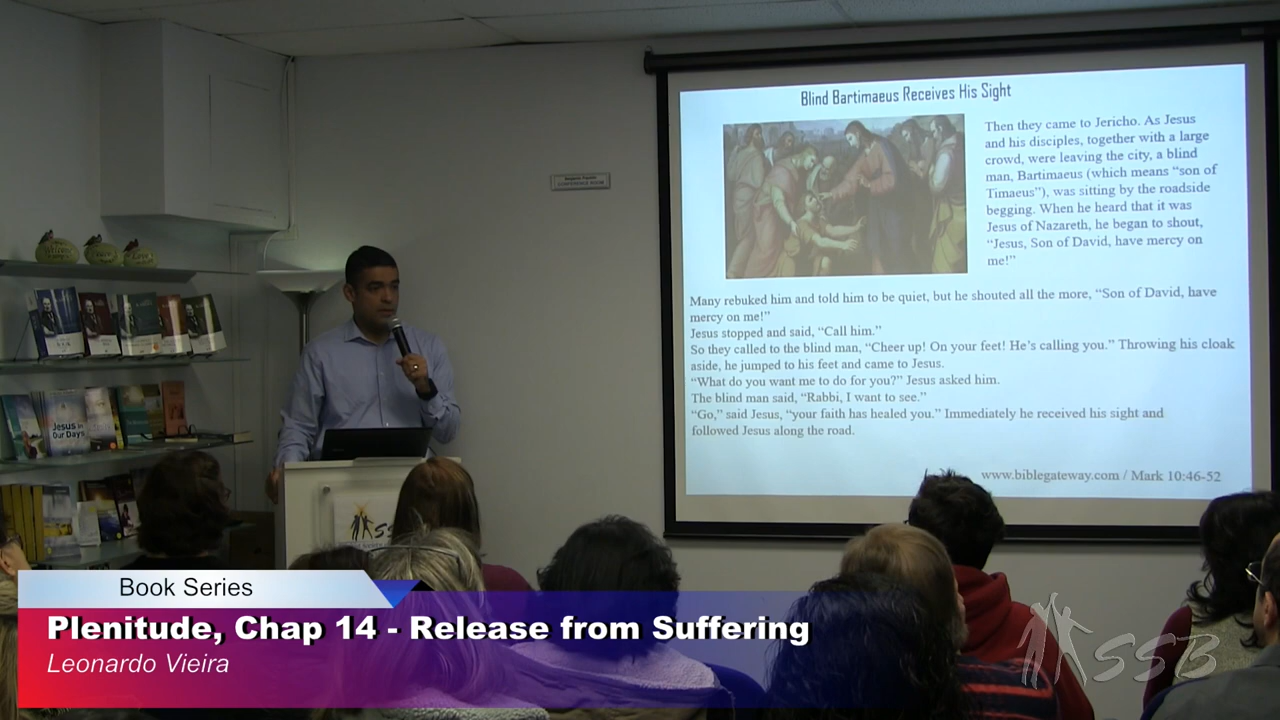 Blind Bartimaeus Receives His Sight
Then they came to Jericho. As Jesus
and his disciples, together with a large
crowd, were leaving the city, a blind
man, Bartimaeus (which means “son of
Timaeus”), was sitting by the roadside
begging. When he heard that it was
Jesus of Nazareth, he began to shout,
“Jesus, Son of David, have mercy on
me!”
Many rebuked him and told him to be quiet, but he shouted all the more, “Son of David, have
mercy on me!”
Jesus stopped and said, “Call him.”
So they called to the blind man, “Cheer up! On your feet! He’s calling you.” Throwing his cloak
aside, he jumped to his feet and came to Jesus.
“What do you want me to do for you?” Jesus asked him.
The blind man said, “Rabbi, I want to see.”
“Go,” said Jesus, “your faith has healed you.” Immediately he received his sight and
followed Jesus along the road.
www.biblegateway.com / Mark 10:46-52
CONFERENCE ROOM
Jesus in
Our Days
SSB
Book Series
Plenitude, Chap 14 - Release from Suffering
Leonardo Vieira
SSB